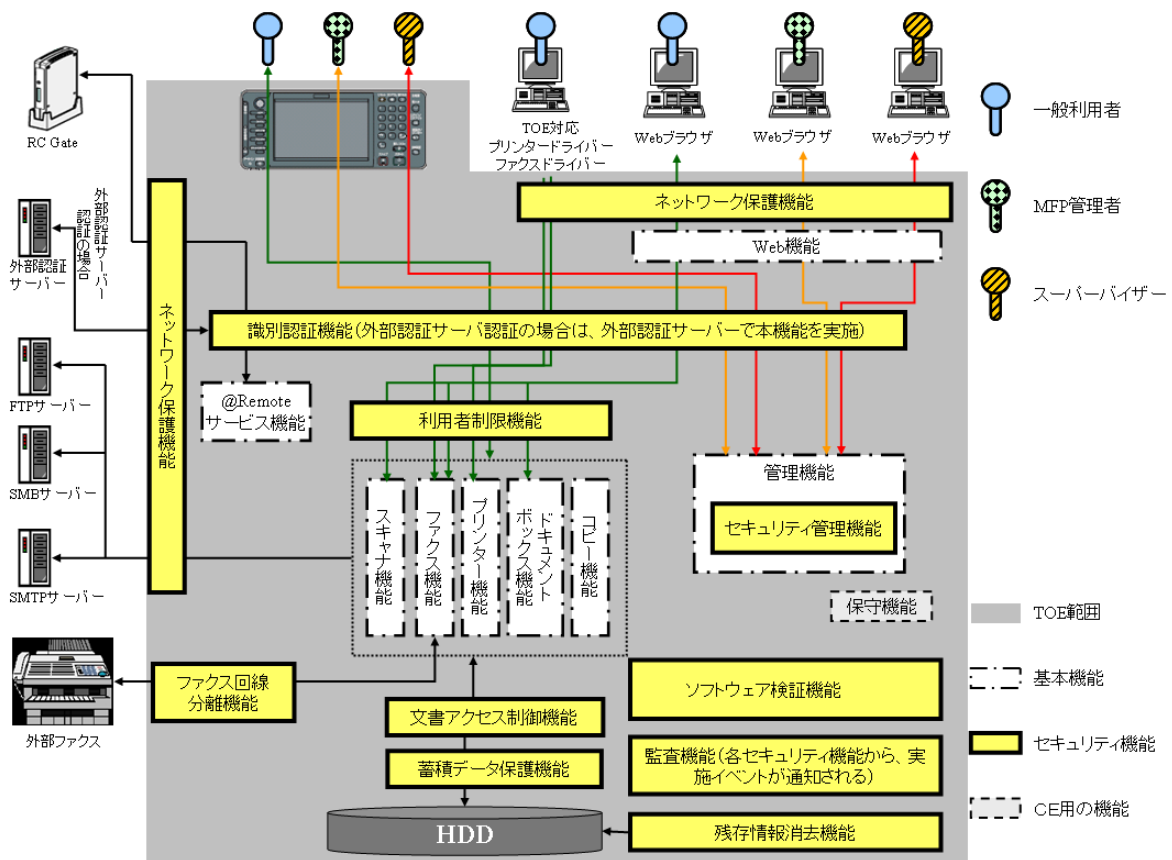 RC Gate
外部認証サーバー
認証の場合
外部認証
サーバー
FTPサーバー
SMBサーバー
SMTPサーバー
外部ファクス
TOE対応
プリンタードライバー
ファクスドライバー
Webブラウザ
Webブラウザ
Webブラウザ
ネットワーク保護機能
Web機能
ネットワーク保護機能
識別認証機能(外部認証サーバ認証の場合は、外部認証サーバーで本機能を実施)
@Remote
サービス機能
利用者制限機能
スキャナ機能
ファクス機能
プリンター機能
ドキュメント
ボックス機能
コピー機能
管理機能
セキュリティ管理機能
保守機能
ファクス回線
分離機能
文書アクセス制御機能
蓄積データ保護機能
HDD
ソフトウェア検証機能
監査機能(各セキュリティ機能から、実
施イベントが通知される)
残存情報消去機能
一般利用者
MFP管理者
スーパーバイザー
TOE範囲
基本機能
セキュリティ機能
CE用の機能